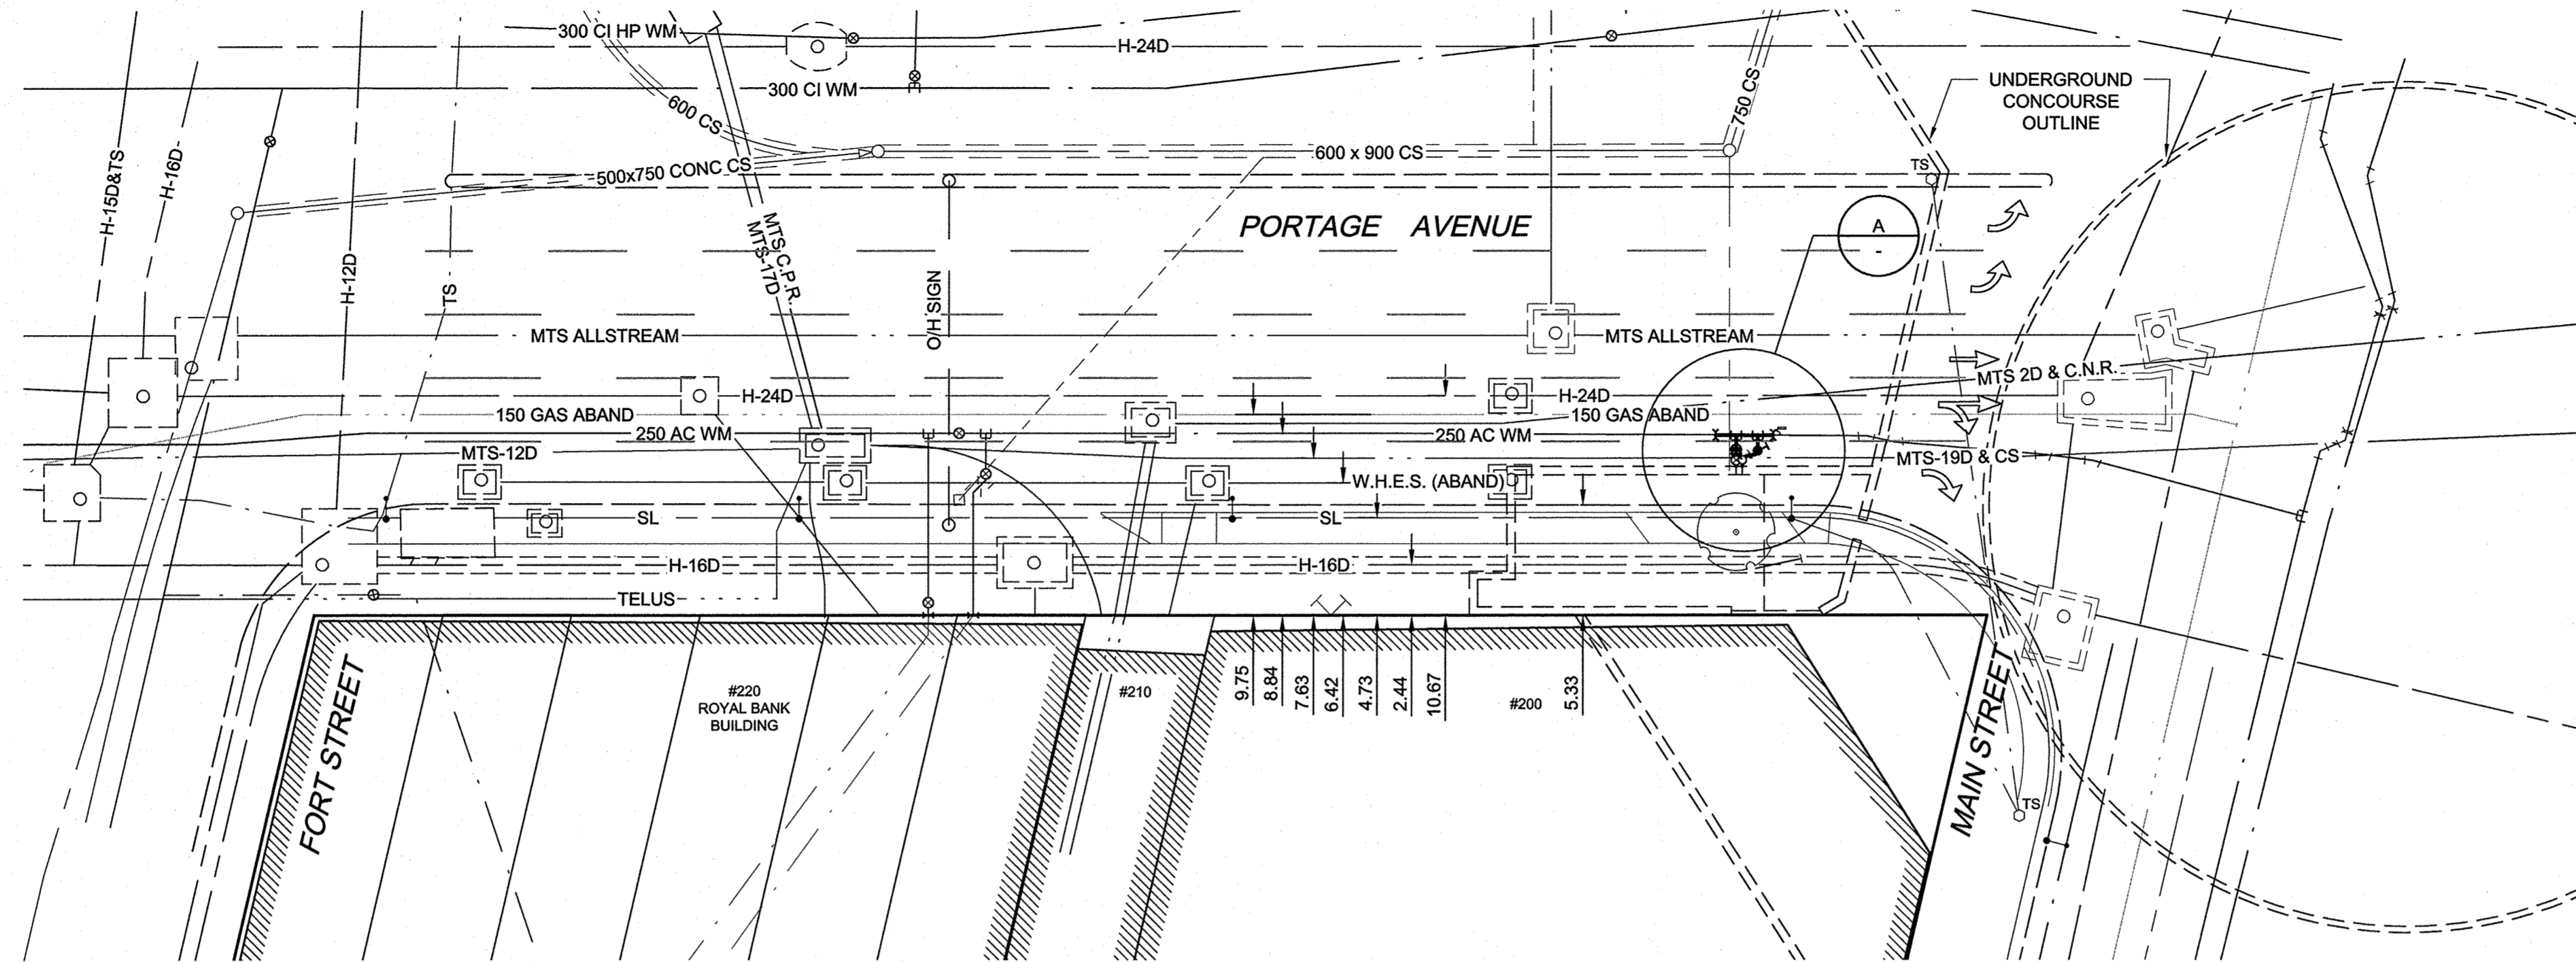 300 CI HP WM
H-24D
300 CI WM
600 CS
750 CS
UNDERGROUND
CONCOURSE
OUTLINE
H-15D&TS
H-16D
500x750 CONC CS
600 x 900 CS
TS
PORTAGE AVENUE
A
-
MTS C.P.R.
MTS-17D
H-12D
TS
O/H SIGN
MTS ALLSTREAM
MTS ALLSTREAM
MTS 2D & C.N.R.
H-24D
H-24D
150 GAS ABAND
150 GAS ABAND
250 AC WM
250 AC WM
MTS-12D
MTS-19D & CS
W.H.E.S. (ABAND)
SL
SL
H-16D
H-16D
TELUS
FORT STREET
#220
ROYAL BANK
BUILDING
#210
9.75
8.84
7.63
6.42
4.73
2.44
10.67
#200
5.33
MAIN STREET
TS